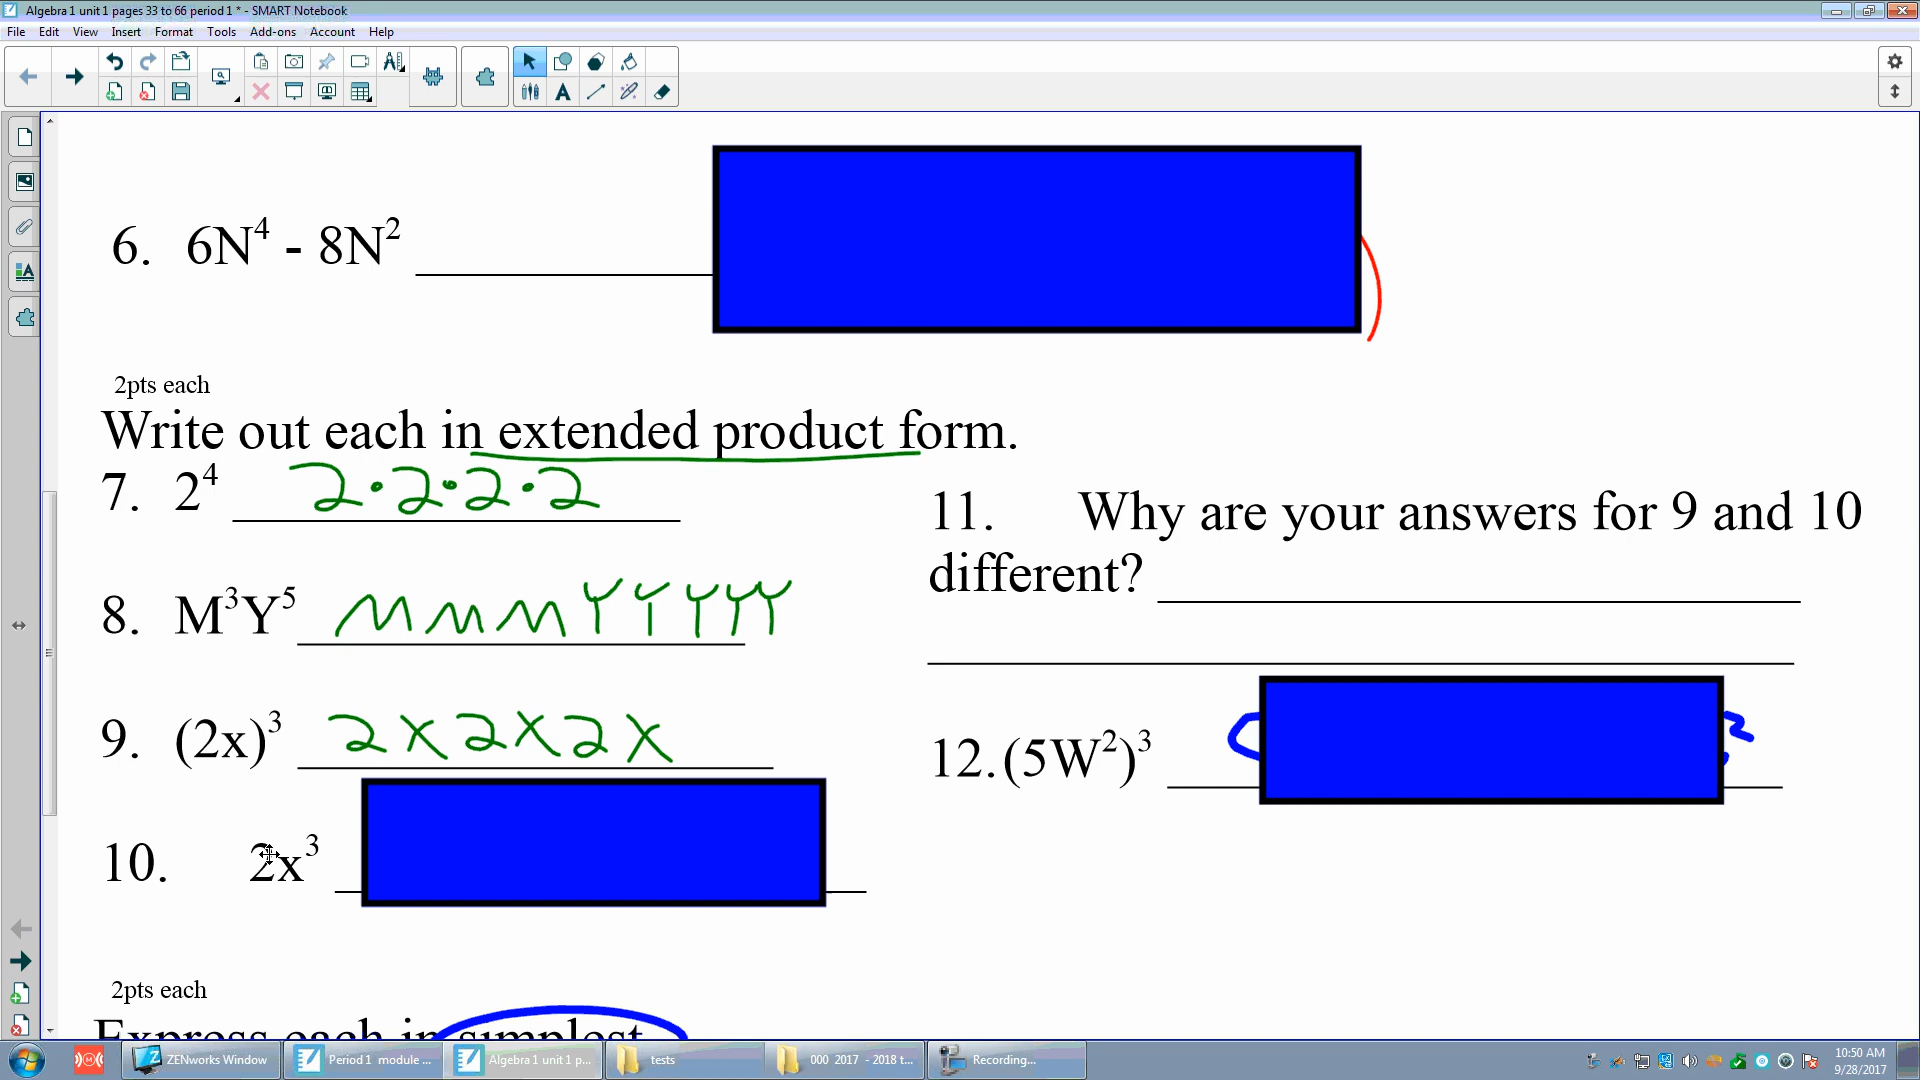 Algebra 1 unit 1 pages 33 to 66 period 1 * - SMART Notebook
File Edit View Insert Format Tools Add-ons Account Help
6. 6N⁴ - 8N²
2pts each
Write out each in extended product form.
7. 2⁴ 2·2·2·2
8. M³Y⁵ M M M Y Y Y Y Y
9. (2x)³ 2x2x2x
10. 2x³
11. Why are your answers for 9 and 10
different?
12. (5W²)³
2pts each
Express each in simplest
ZENworks Window
Period 1 module ...
Algebra 1 unit 1 p...
tests
000 2017 - 2018 t...
Recording...
10:50 AM
9/28/2017